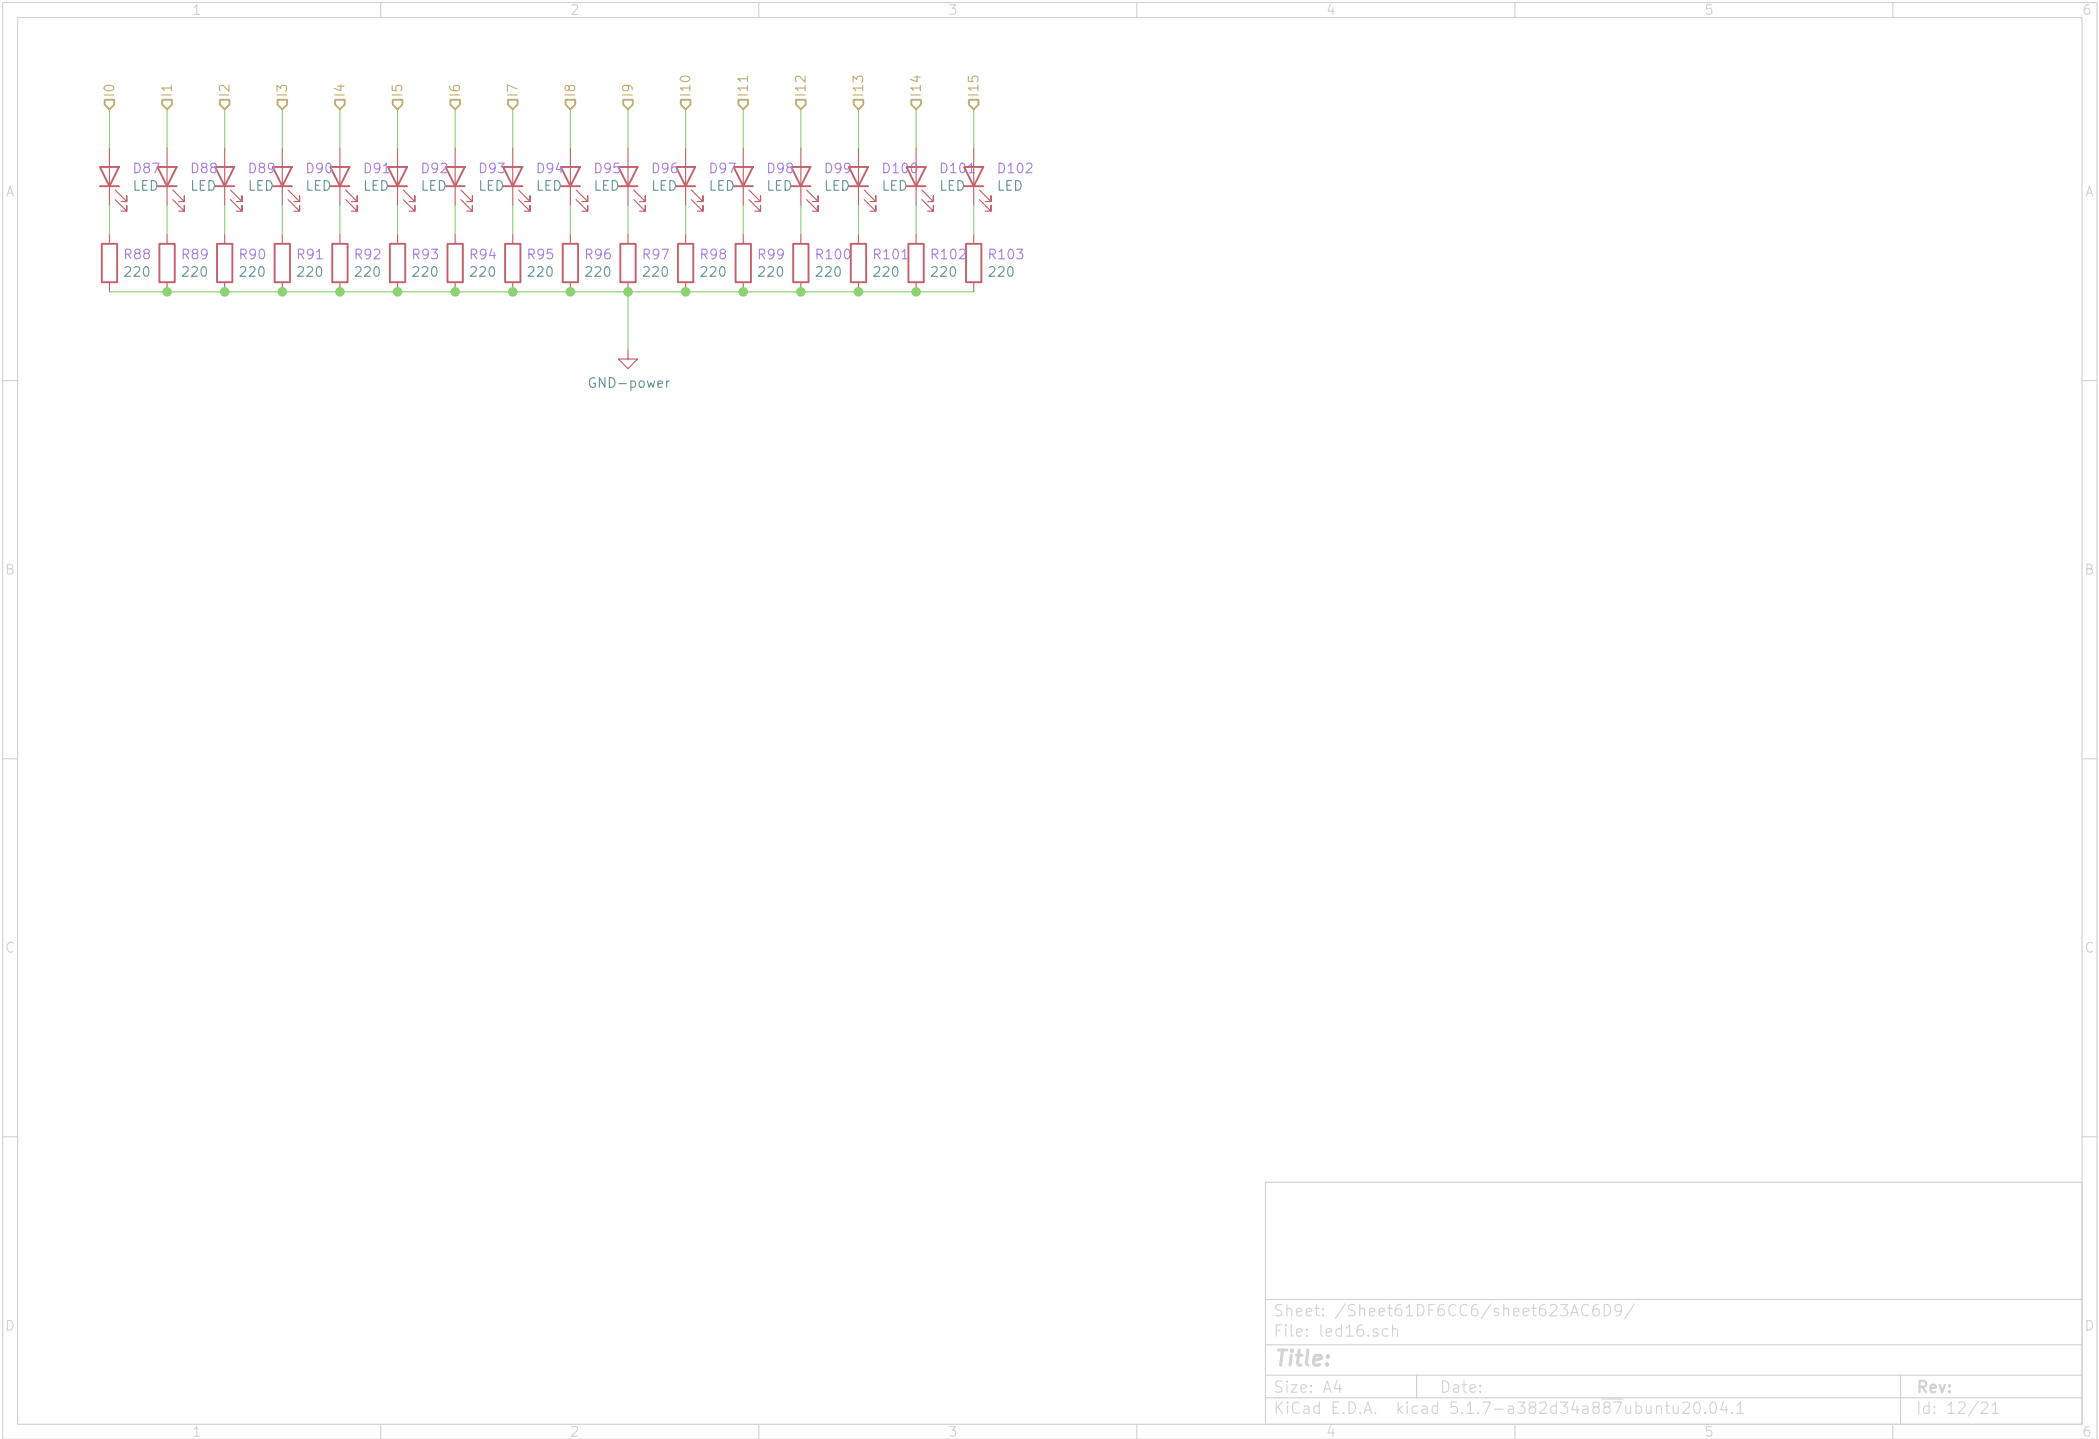 1 2 3 4 5 6
I0 I1 I2 I3 I4 I5 I6 I7 I8 I9 I10 I11 I12 I13 I14 I15
D87 D88 D89 D90 D91 D92 D93 D94 D95 D96 D97 D98 D99 D100 D101 D102
LED LED LED LED LED LED LED LED LED LED LED LED LED LED LED LED
A A
R88 R89 R90 R91 R92 R93 R94 R95 R96 R97 R98 R99 R100 R101 R102 R103
220 220 220 220 220 220 220 220 220 220 220 220 220 220 220 220
GND-power
B B
C C
Sheet: /Sheet61DF6CC6/sheet623AC6D9/
D D
File: led16.sch
Title:
Size: A4 Date: Rev:
KiCad E.D.A. kicad 5.1.7-a382d34a887ubuntu20.04.1 Id: 12/21
1 2 3 4 5 6